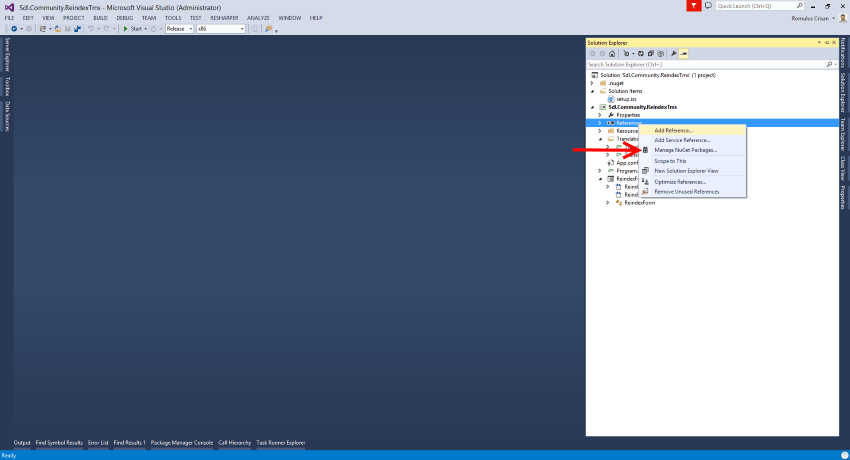 Sdl.Community.ReindexTms - Microsoft Visual Studio (Administrator)
Quick Launch (Ctrl+Q)
FILE EDIT VIEW PROJECT BUILD DEBUG TEAM TOOLS TEST RESHARPER ANALYZE WINDOW HELP
Romulus Crisan
Start Release x86
Server Explorer
Toolbox
Data Sources
Solution Explorer
Search Solution Explorer (Ctrl+;)
Solution 'Sdl.Community.ReindexTms' (1 project)
.nuget
Solution Items
setup.iss
Sdl.Community.ReindexTms
Properties
References
Resource
Translatio
App.conf
Program.
ReindexF
Reind
Reind
ReindexForm
Add Reference...
Add Service Reference...
Manage NuGet Packages...
Scope to This
New Solution Explorer View
Optimize References...
Remove Unused References
Notifications
Solution Explorer
Team Explorer
Class View
Properties
Output Find Symbol Results Error List Find Results 1 Package Manager Console Call Hierarchy Task Runner Explorer
Ready